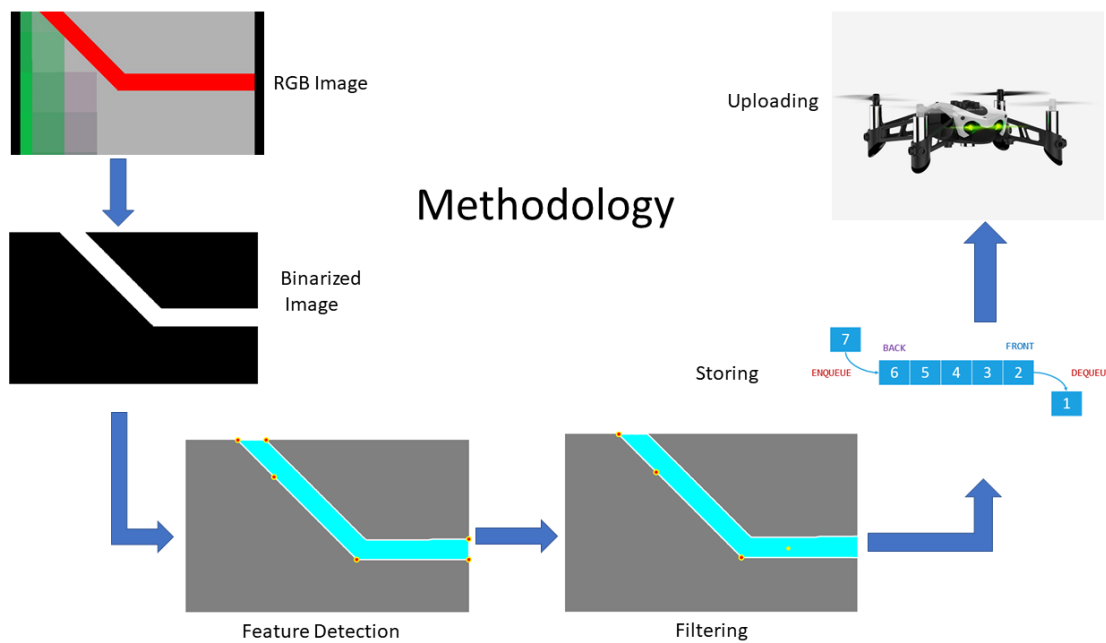 RGB Image
Uploading
Methodology
Binarized
Image
7
BACK
FRONT
Storing
ENQUEUE
6 5 4 3 2
DEQUEU
1
Feature Detection
Filtering